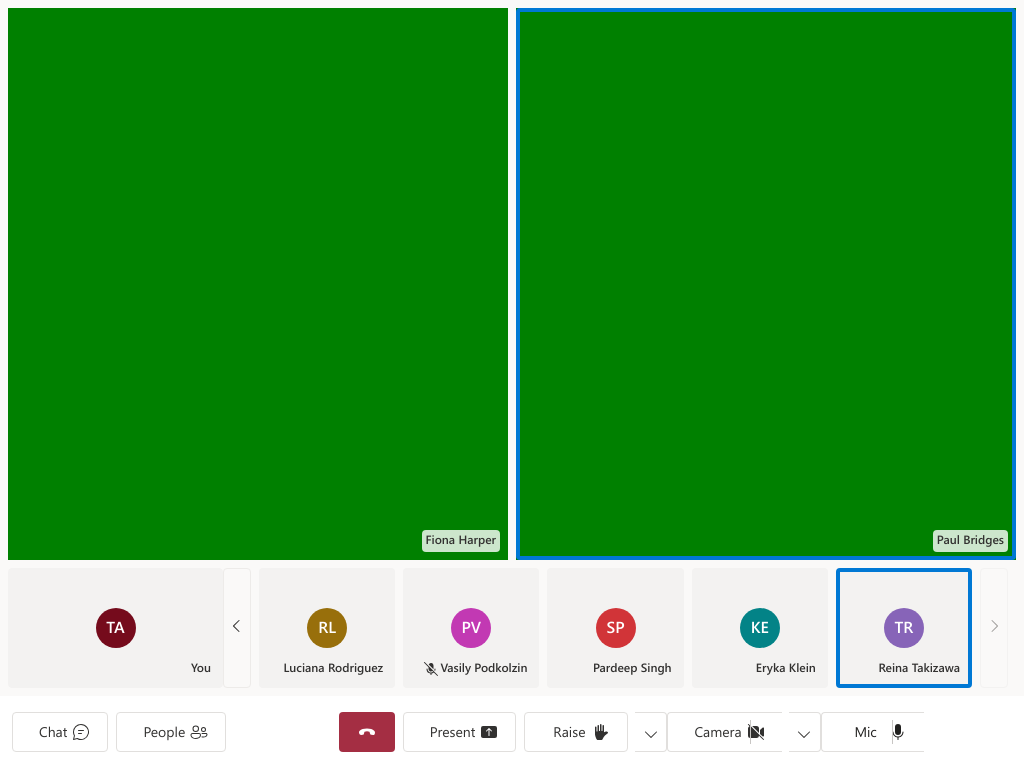 Fiona Harper
Paul Bridges
TA
You
RL
Luciana Rodriguez
PV
Vasily Podkolzin
SP
Pardeep Singh
KE
Eryka Klein
TR
Reina Takizawa
Chat
People
Present
Raise
Camera
Mic